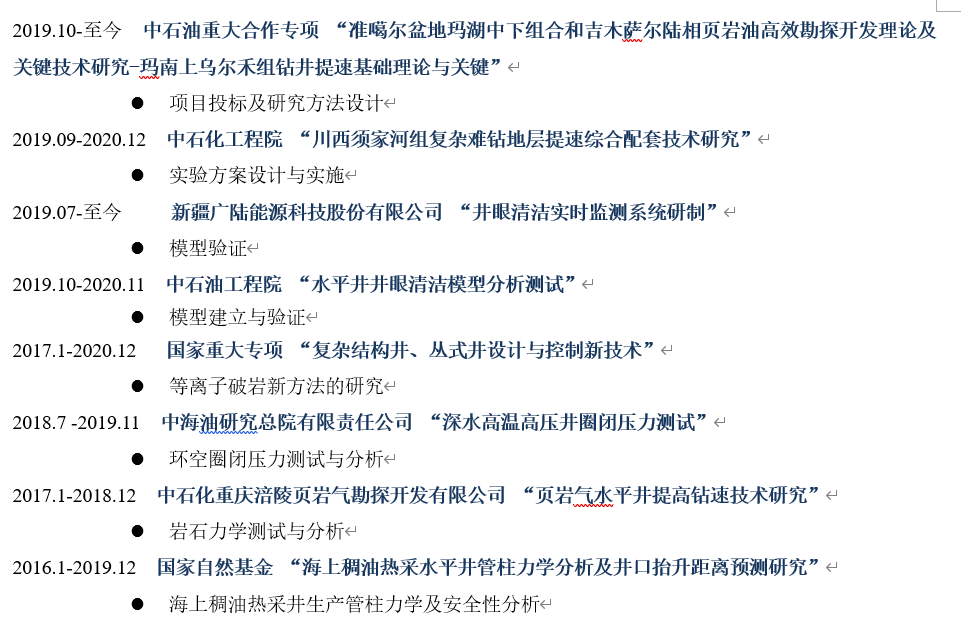 2019.10-至今 中石油重大合作专项 “准噶尔盆地玛湖中下组合和吉木萨尔陆相页岩油高效勘探开发理论及
关键技术研究-玛南上乌尔禾组钻井提速基础理论与关键”
● 项目投标及研究方法设计
2019.09-2020.12 中石化工程院 “川西须家河组复杂难钻地层提速综合配套技术研究”
● 实验方案设计与实施
2019.07-至今 新疆广陆能源科技股份有限公司 “井眼清洁实时监测系统研制”
● 模型验证
2019.10-2020.11 中石油工程院 “水平井井眼清洁模型分析测试”
● 模型建立与验证
2017.1-2020.12 国家重大专项 “复杂结构井、丛式井设计与控制新技术”
● 等离子破岩新方法的研究
2018.7 -2019.11 中海油研究总院有限责任公司 “深水高温高压井圈闭压力测试”
● 环空圈闭压力测试与分析
2017.1-2018.12 中石化重庆涪陵页岩气勘探开发有限公司 “页岩气水平井提高钻速技术研究”
● 岩石力学测试与分析
2016.1-2019.12 国家自然基金 “海上稠油热采水平井管柱力学分析及井口抬升距离预测研究”
● 海上稠油热采井生产管柱力学及安全性分析